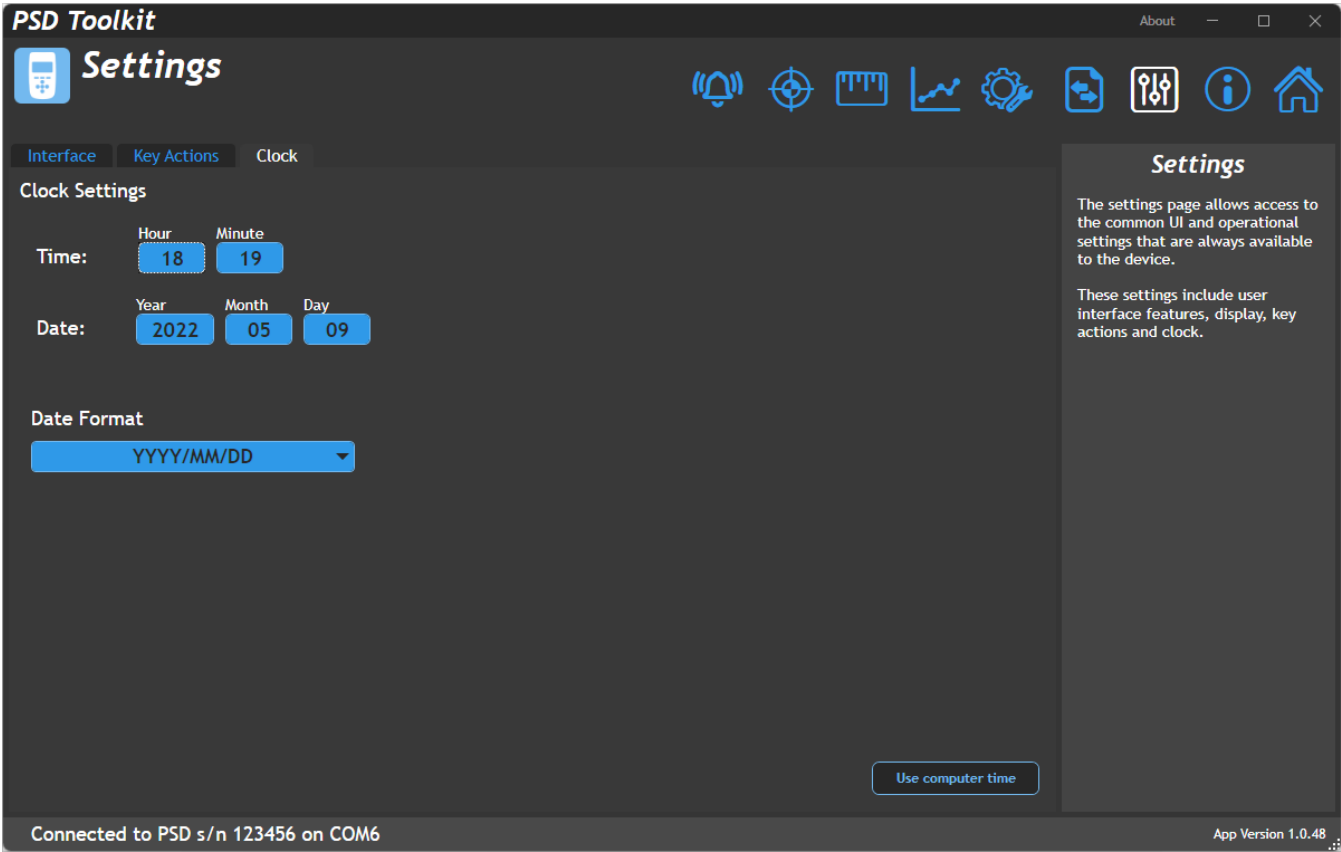 PSD Toolkit
About
Settings
Interface
Key Actions
Clock
Clock Settings
Hour
Minute
Time:
18
19
Year
Month
Day
Date:
2022
05
09
Date Format
YYYY/MM/DD
Use computer time
Settings
The settings page allows access to
the common UI and operational
settings that are always available
to the device.
These settings include user
interface features, display, key
actions and clock.
Connected to PSD s/n 123456 on COM6
App Version 1.0.48